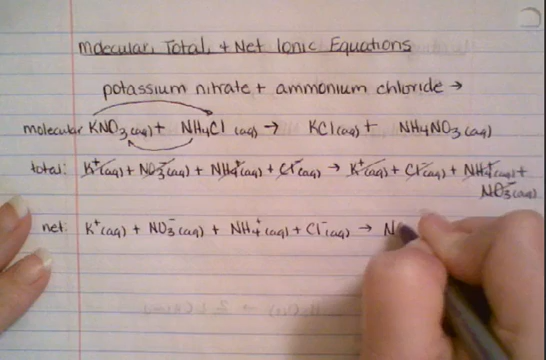 Molecular, Total, + Net Ionic Equations
potassium nitrate + ammonium chloride →
molecular: KNO₃(aq) + NH₄Cl (aq) → KCl(aq) + NH₄NO₃(aq)
total: K⁺(aq) + NO₃⁻(aq) + NH₄⁺(aq) + Cl⁻(aq) → K⁺(aq) + Cl⁻(aq) + NH₄⁺(aq) +
NO₃⁻(aq)
net: K⁺(aq) + NO₃⁻(aq) + NH₄⁺(aq) + Cl⁻(aq) → N